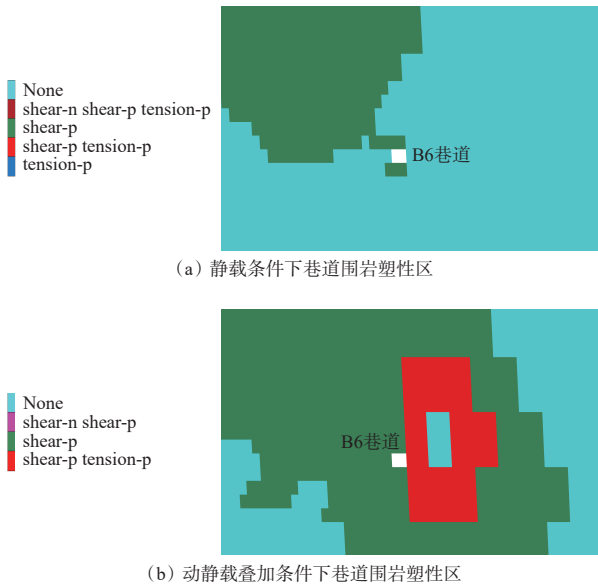 None
shear-n shear-p tension-p
shear-p
shear-p tension-p
tension-p
B6巷道
（a）静载条件下巷道围岩塑性区
None
shear-n shear-p
shear-p
shear-p tension-p
B6巷道
（b）动静载叠加条件下巷道围岩塑性区